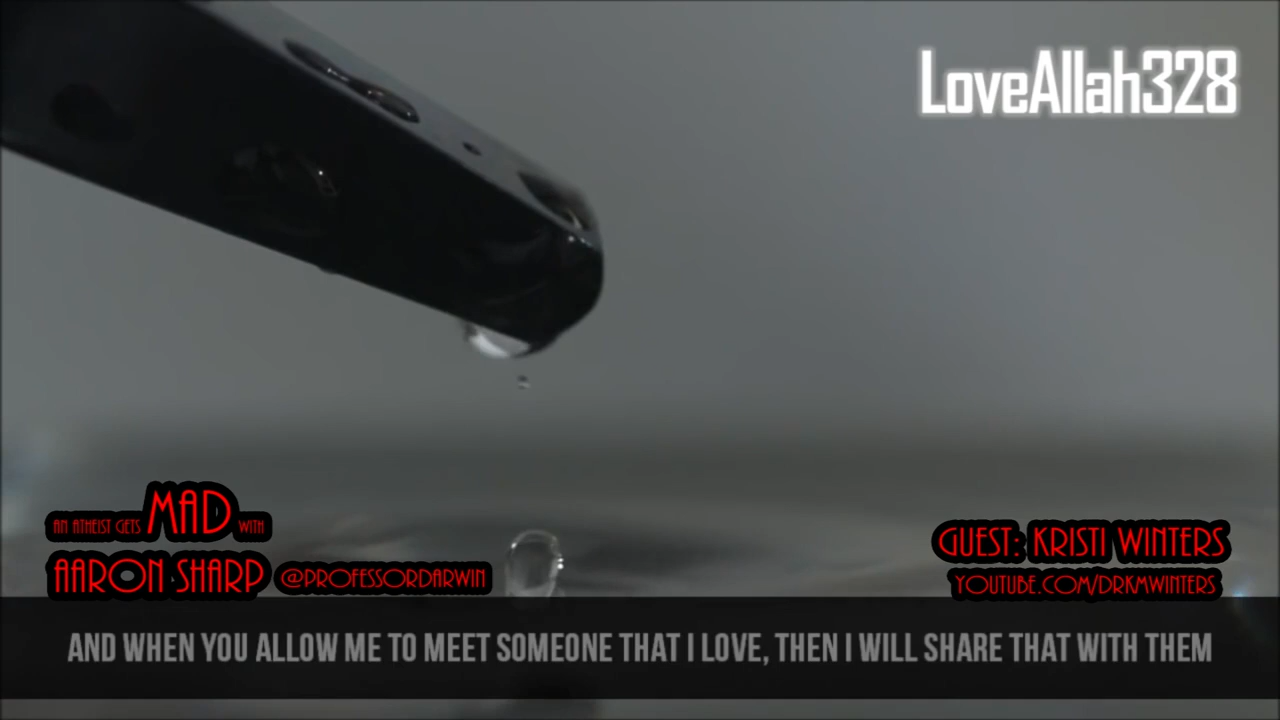 LoveAllah328
AN ATHEIST GETS MAD WITH
AARON SHARP @PROFESSORDARWIN
GUEST: KRISTI WINTERS
YOUTUBE.COM/DRKMWINTERS
AND WHEN YOU ALLOW ME TO MEET SOMEONE THAT I LOVE, THEN I WILL SHARE THAT WITH THEM